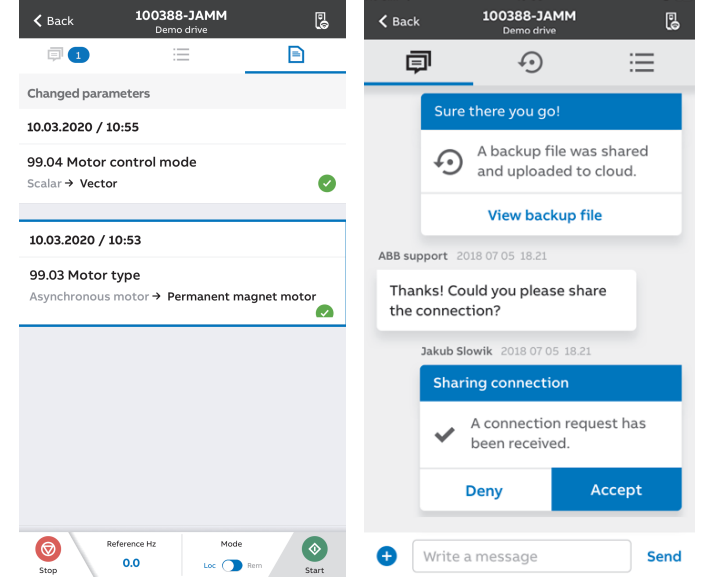 Back
100388-JAMM
Demo drive
1
Changed parameters
10.03.2020 / 10:55
99.04 Motor control mode
Scalar → Vector
10.03.2020 / 10:53
99.03 Motor type
Asynchronous motor → Permanent magnet motor
Stop
Reference Hz
0.0
Mode
Loc Rem
Start
Back
100388-JAMM
Demo drive
Sure there you go!
A backup file was shared
and uploaded to cloud.
View backup file
ABB support 2018 07 05 18.21
Thanks! Could you please share
the connection?
Jakub Slowik 2018 07 05 18.21
Sharing connection
A connection request has
been received.
Deny
Accept
Write a message
Send